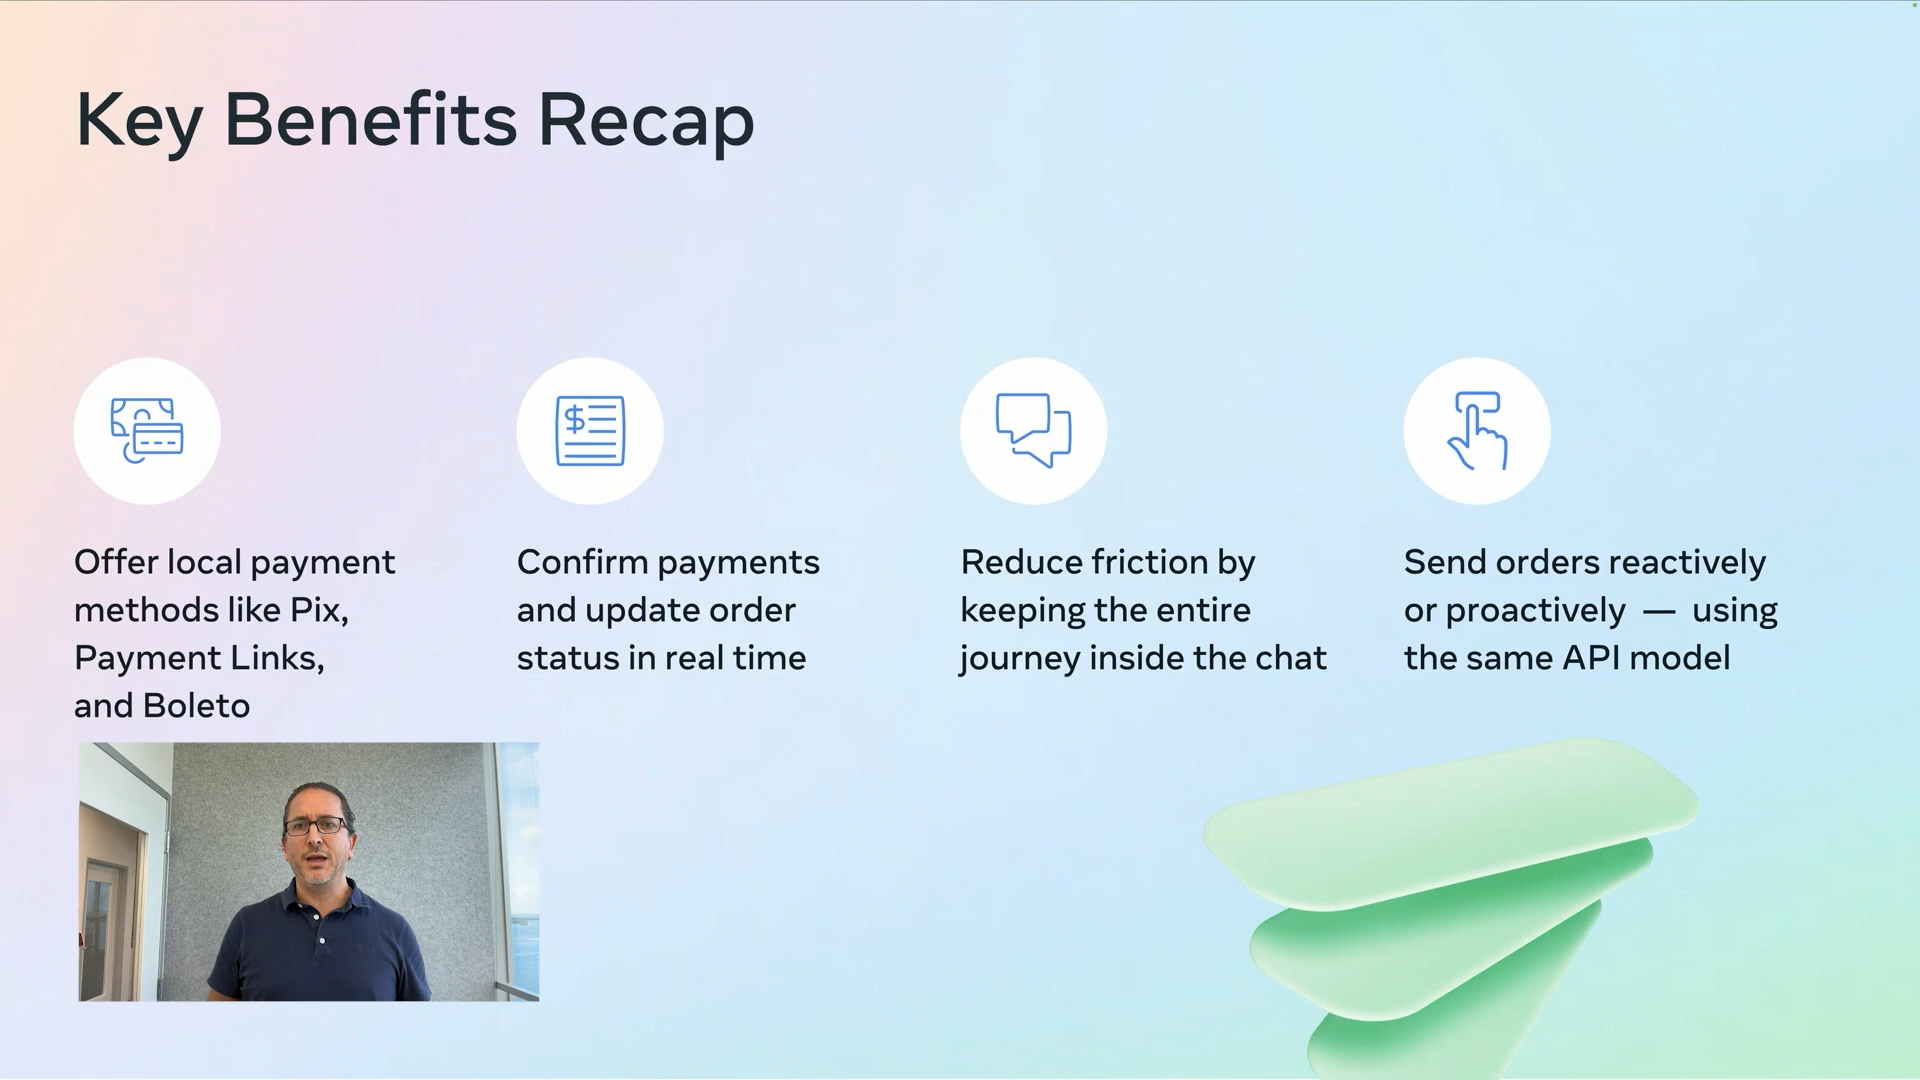 Key Benefits Recap
$
Offer local payment
methods like Pix,
Payment Links,
and Boleto
Confirm payments
and update order
status in real time
Reduce friction by
keeping the entire
journey inside the chat
Send orders reactively
or proactively — using
the same API model